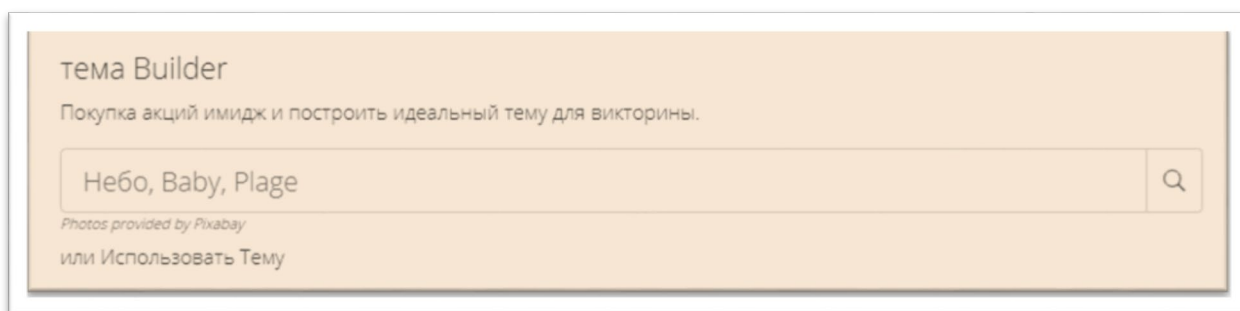 тема Builder
Покупка акций имидж и построить идеальный тему для викторины.
Небо, Baby, Plage
Photos provided by Pixabay
или Использовать Тему